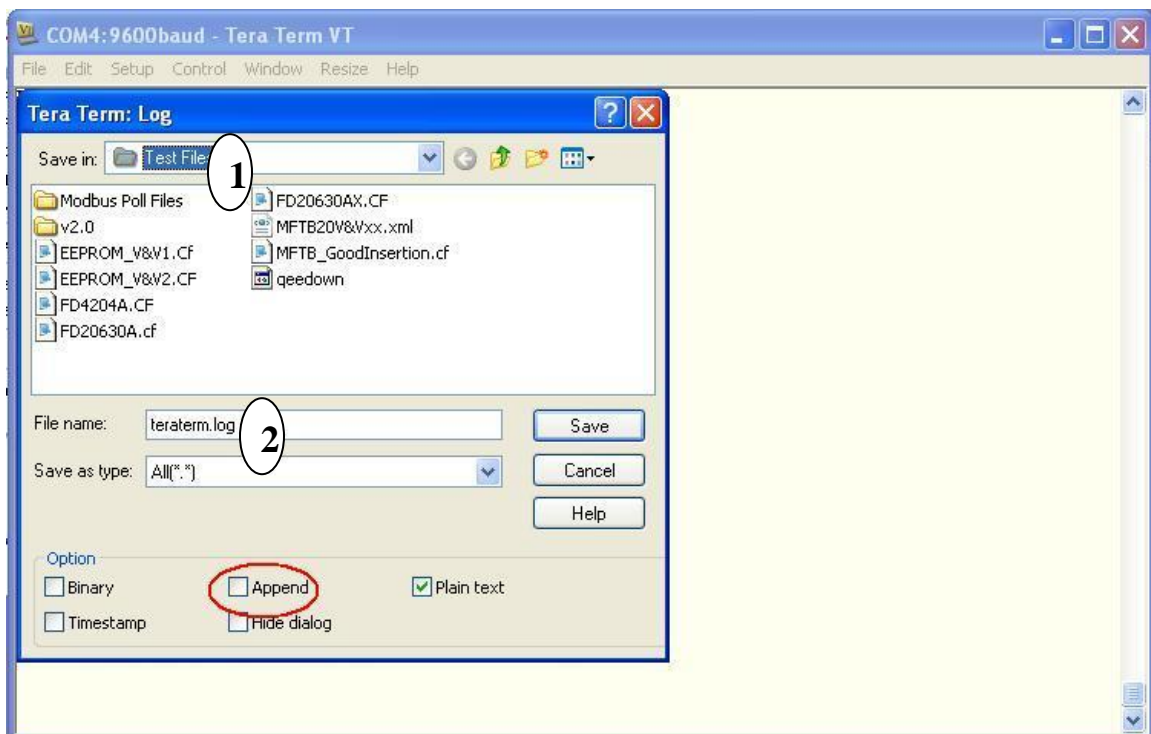 COM4:9600baud - Tera Term VT
File Edit Setup Control Window Resize Help
Tera Term: Log
Save in: Test Files
1
Modbus Poll Files
v2.0
EEPROM_V&V1.Cf
EEPROM_V&V2.CF
FD4204A.CF
FD20630A.cf
FD20630AX.CF
MFTB20V&Vxx.xml
MFTB_GoodInsertion.cf
qeedown
File name: teraterm.log
2
Save
Save as type: All(*.*)
Cancel
Help
Option
Binary Append Plain text
Timestamp Hide dialog